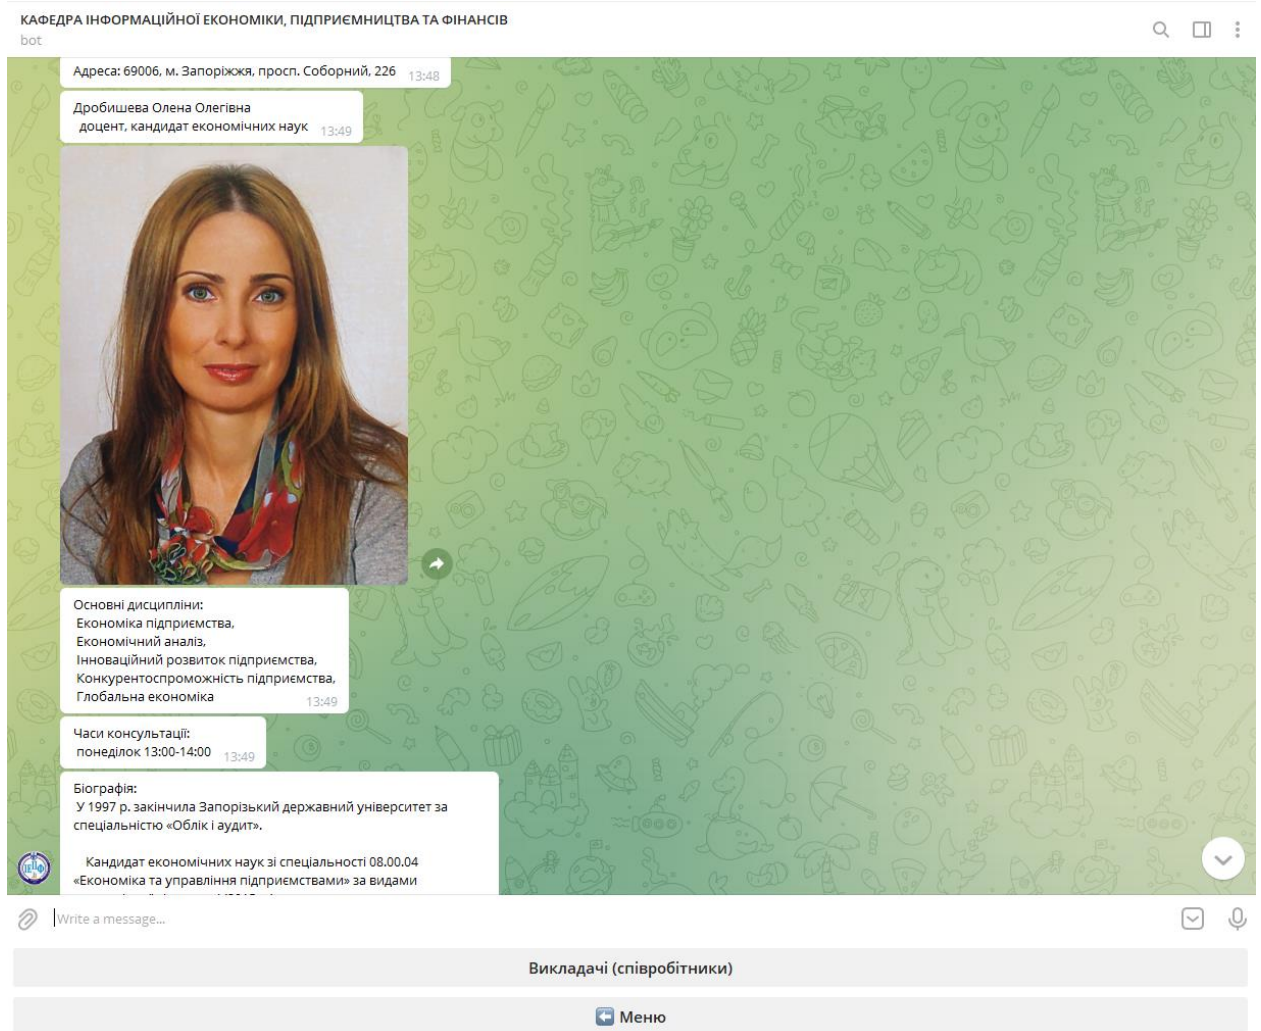 КАФЕДРА ІНФОРМАЦІЙНОЇ ЕКОНОМІКИ, ПІДПРИЄМНИЦТВА ТА ФІНАНСІВ
bot
Адреса: 69006, м. Запоріжжя, просп. Соборний, 226 13:48
Дробишева Олена Олегівна
доцент, кандидат економічних наук 13:49
Основні дисципліни:
Економіка підприємства,
Економічний аналіз,
Інноваційний розвиток підприємства,
Конкурентоспроможність підприємства,
Глобальна економіка 13:49
Часи консультації:
понеділок 13:00-14:00 13:49
Біографія:
У 1997 р. закінчила Запорізький державний університет за
спеціальністю «Облік і аудит».
Кандидат економічних наук зі спеціальності 08.00.04
«Економіка та управління підприємствами» за видами
Write a message...
Викладачі (співробітники)
Меню